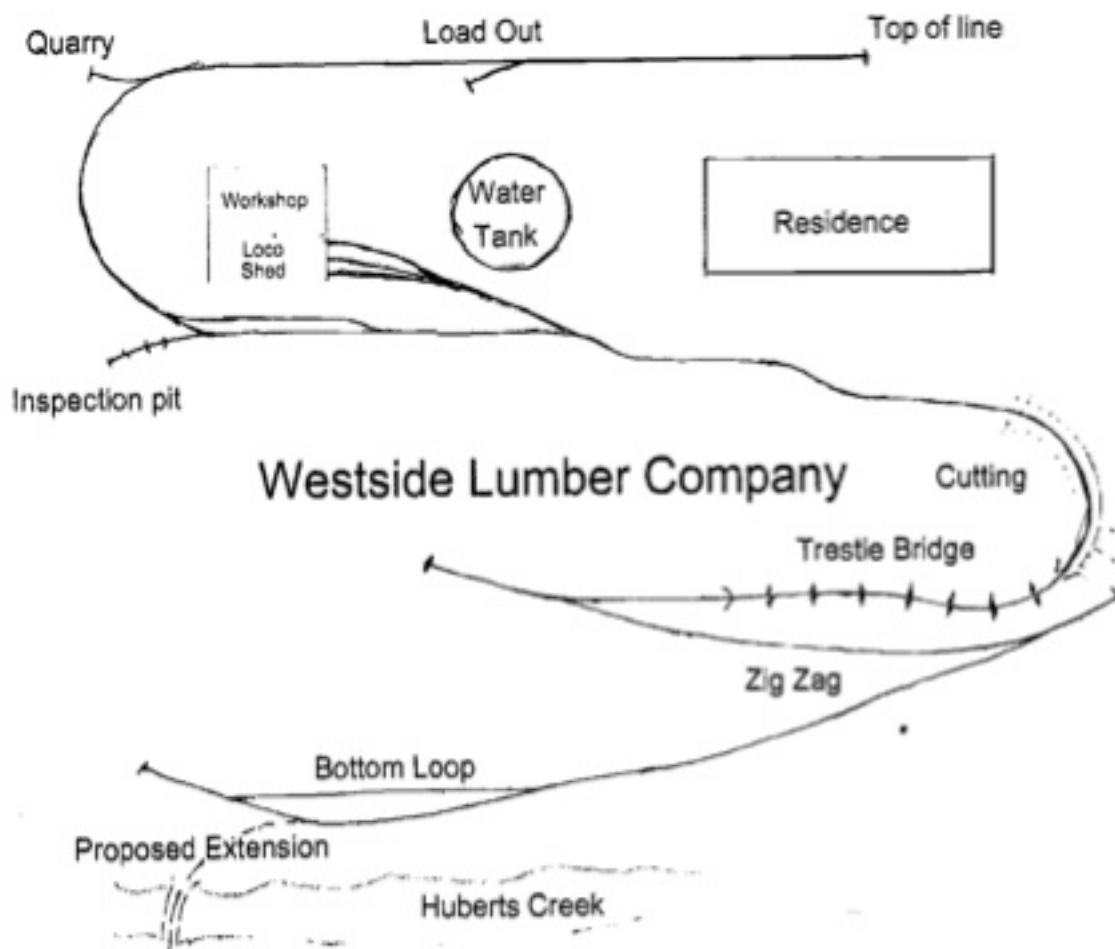 Quarry
Load Out
Top of line
Workshop
Loco
Shed
Water
Tank
Residence
Inspection pit
Westside Lumber Company
Cutting
Trestle Bridge
Zig Zag
Bottom Loop
Proposed Extension
Huberts Creek